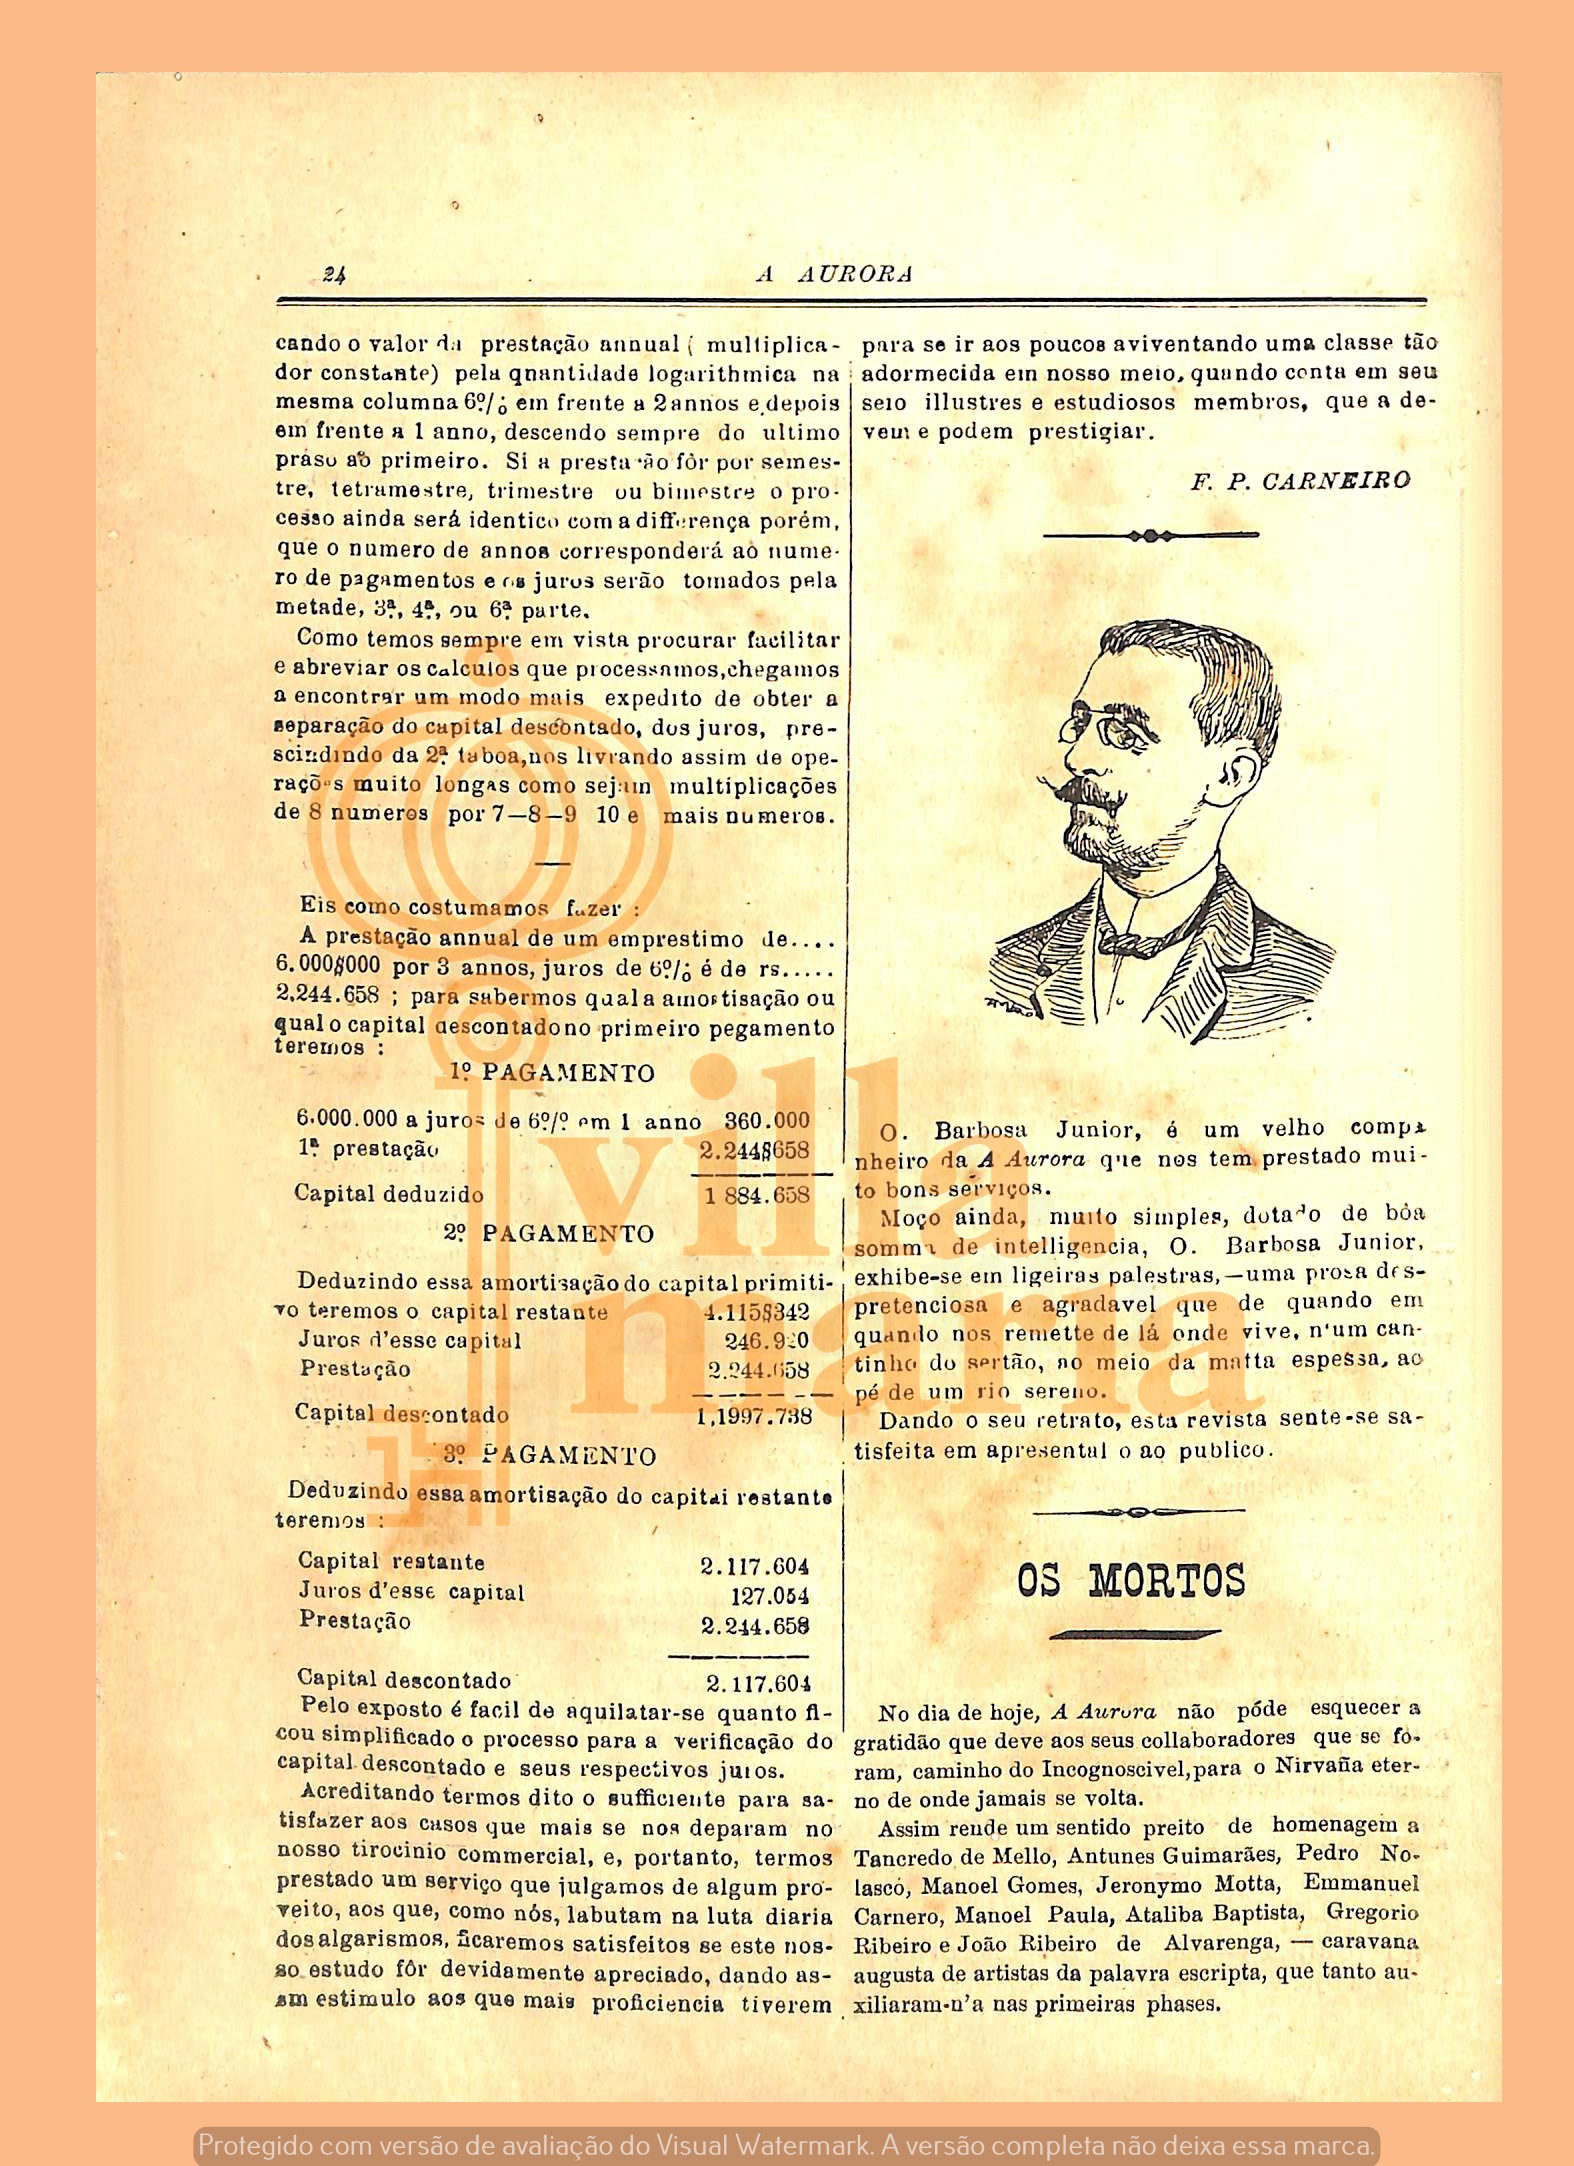 24
A AURORA
cando o valor da prestação annual ( multiplica-
dor constante) pela qnantidade logarithmica na
mesma columna 6º/o em frente a 2 annos e depois
em frente a 1 anno, descendo sempre do ultimo
praso ao primeiro. Si a prestação fôr por semes-
tre, tetramestre, trimestre ou bimestre o pro-
cesso ainda será identico com a differença porém,
que o numero de annos corresponderá ao nume-
ro de pagamentos e os juros serão tomados pela
metade, 3ª, 4ª, ou 6ª parte.
Como temos sempre em vista procurar facilitar
e abreviar os calculos que processamos,chegamos
a encontrar um modo mais expedito de obter a
separação do capital descontado, dos juros, pre-
scindindo da 2ª taboa,nos livrando assim de ope-
rações muito longas como sejam multiplicações
de 8 numeros por 7—8—9 10 e mais numeros.
Eis como costumamos fazer :
A prestação annual de um emprestimo de....
6.000$000 por 3 annos, juros de 6º/o é de rs.....
2,244.658 ; para sabermos qual a amortisação ou
qual o capital descontado no primeiro pegamento
teremos :
1º PAGAMENTO
6.000.000 a juros de 6º/º em 1 anno 360.000
1ª prestação 2.244$658
Capital deduzido 1 884.658
2º PAGAMENTO
Deduzindo essa amortisação do capital primiti-
vo teremos o capital restante 4.115$342
Juros d'esse capital 246.920
Prestação 2.244.658
Capital descontado 1,1997.738
3º PAGAMENTO
Deduzindo essa amortisação do capital restante
teremos :
Capital restante 2.117.604
Juros d'esse capital 127.054
Prestação 2.244.658
Capital descontado 2.117.604
Pelo exposto é facil de aquilatar-se quanto fi-
cou simplificado o processo para a verificação do
capital descontado e seus respectivos juros.
Acreditando termos dito o sufficiente para sa-
tisfazer aos casos que mais se nos deparam no
nosso tirocinio commercial, e, portanto, termos
prestado um serviço que julgamos de algum pro-
veito, aos que, como nós, labutam na luta diaria
dos algarismos, ficaremos satisfeitos se este nos-
so estudo fôr devidamente apreciado, dando as-
sm estimulo aos que mais proficiencia tiverem
para se ir aos poucos aviventando uma classe tão
adormecida em nosso meio, quando conta em seu
seio illustres e estudiosos membros, que a de-
vem e podem prestigiar.
F. P. CARNEIRO
O. Barbosa Junior, é um velho compa
nheiro da A Aurora que nos tem prestado mui-
to bons serviços.
Moço ainda, muito simples, dotado de bôa
somma de intelligencia, O. Barbosa Junior,
exhibe-se em ligeiras palestras,—uma prosa des-
pretenciosa e agradavel que de quando em
quando nos remette de lá onde vive, n'um can-
tinho do sertão, no meio da matta espessa, ao
pé de um rio sereno.
Dando o seu retrato, esta revista sente-se sa-
tisfeita em apresental o ao publico.
OS MORTOS
No dia de hoje, A Aurora não póde esquecer a
gratidão que deve aos seus collaboradores que se fo-
ram, caminho do Incognoscivel,para o Nirvaña eter-
no de onde jamais se volta.
Assim rende um sentido preito de homenagem a
Tancredo de Mello, Antunes Guimarães, Pedro No-
lasco, Manoel Gomes, Jeronymo Motta, Emmanuel
Carnero, Manoel Paula, Ataliba Baptista, Gregorio
Ribeiro e João Ribeiro de Alvarenga, — caravana
augusta de artistas da palavra escripta, que tanto au-
xiliaram-n'a nas primeiras phases.
villa
maria
Protegido com versão de avaliação do Visual Watermark. A versão completa não deixa essa marca.